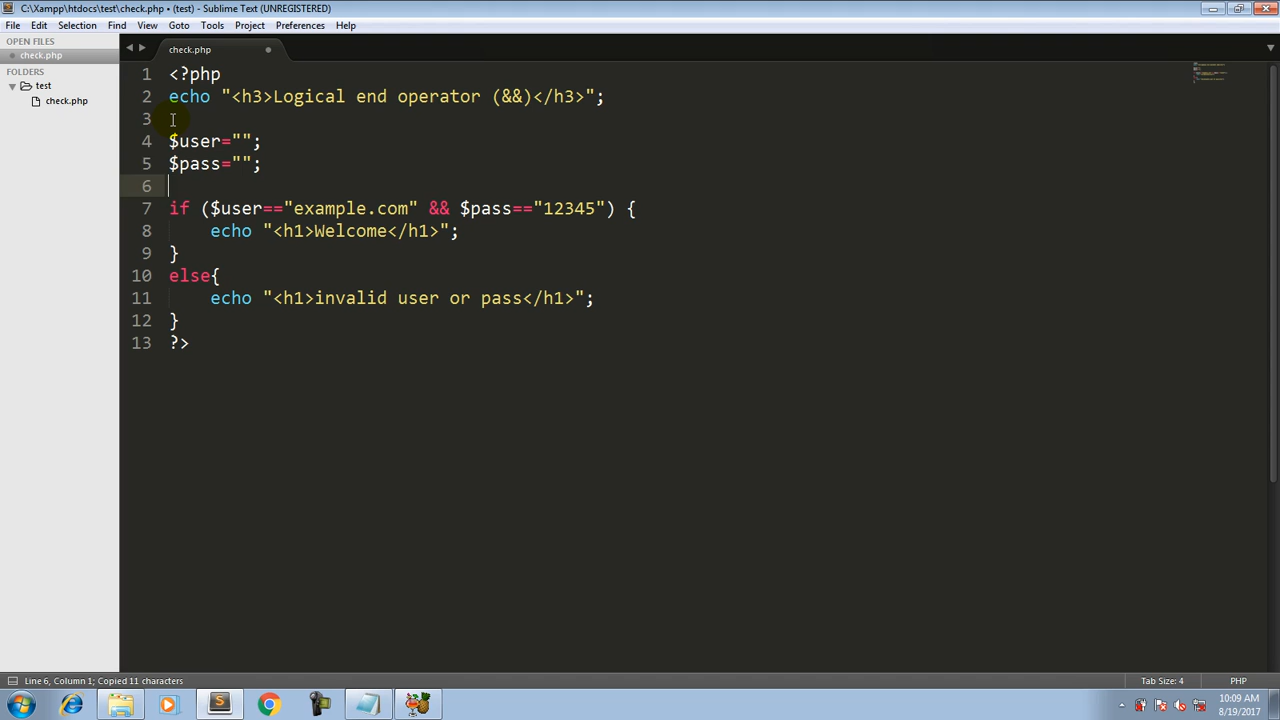 C:\Xampp\htdocs\test\check.php • (test) - Sublime Text (UNREGISTERED)
File Edit Selection Find View Goto Tools Project Preferences Help
OPEN FILES
check.php
FOLDERS
test
check.php
check.php
1 <?php
2 echo "<h3>Logical end operator (&&)</h3>";
3
4 $user="";
5 $pass="";
6
7 if ($user=="example.com" && $pass=="12345") {
8 echo "<h1>Welcome</h1>";
9 }
10 else{
11 echo "<h1>invalid user or pass</h1>";
12 }
13 ?>
Line 6, Column 1; Copied 11 characters
Tab Size: 4
PHP
10:09 AM
8/19/2017